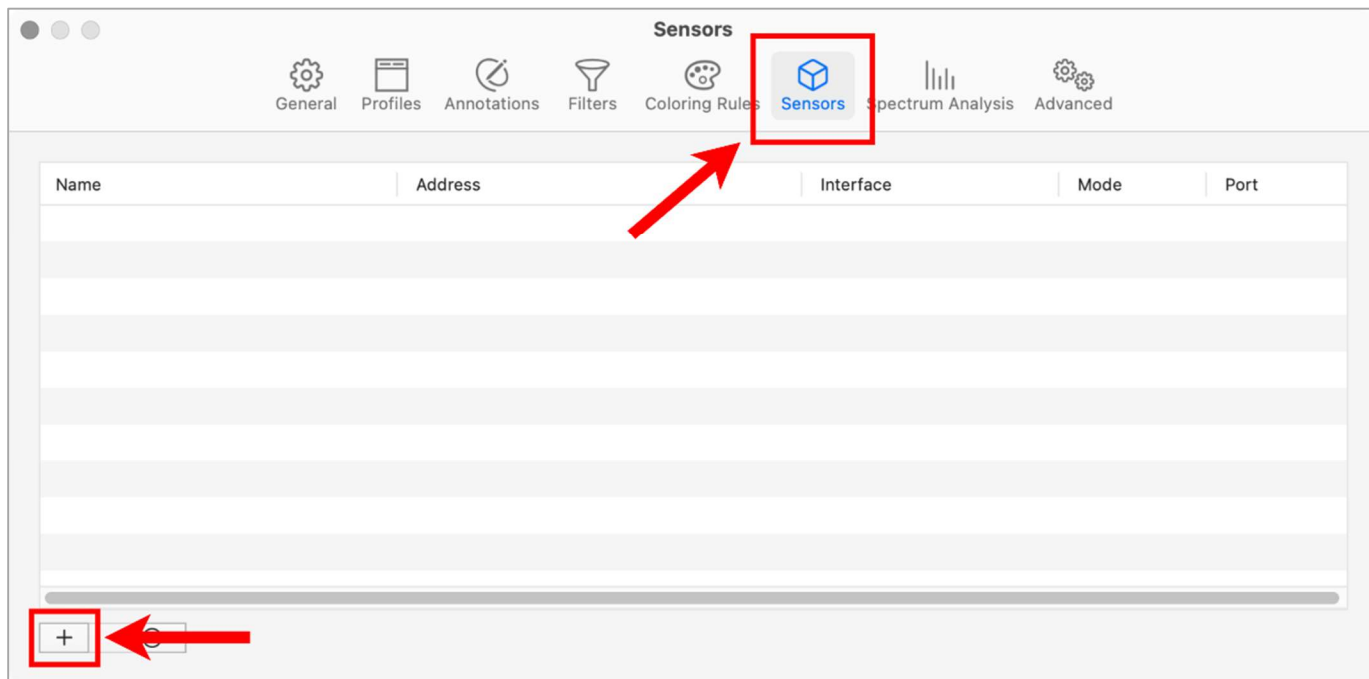 Sensors
General Profiles Annotations Filters Coloring Rules Sensors Spectrum Analysis Advanced
Name Address Interface Mode Port
+